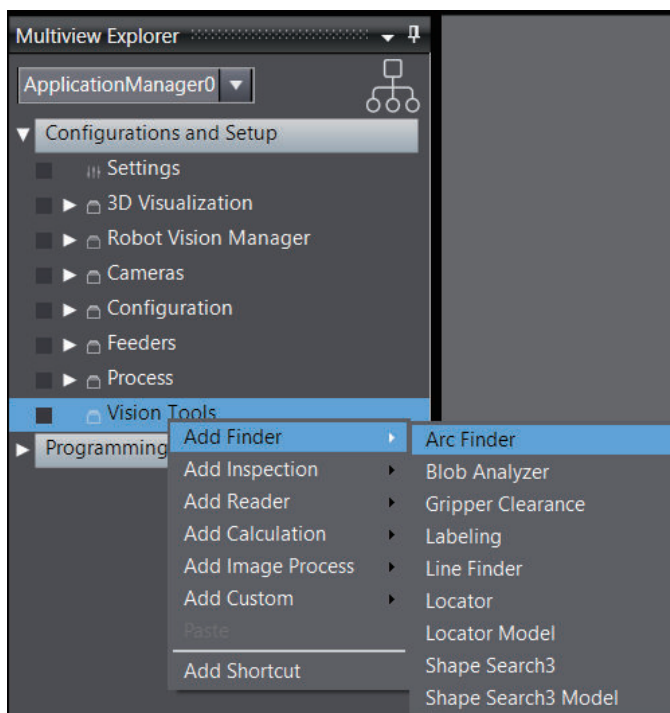 Multiview Explorer
ApplicationManager0
Configurations and Setup
Settings
3D Visualization
Robot Vision Manager
Cameras
Configuration
Feeders
Process
Vision Tools
Programming
Add Finder
Add Inspection
Add Reader
Add Calculation
Add Image Process
Add Custom
Paste
Add Shortcut
Arc Finder
Blob Analyzer
Gripper Clearance
Labeling
Line Finder
Locator
Locator Model
Shape Search3
Shape Search3 Model